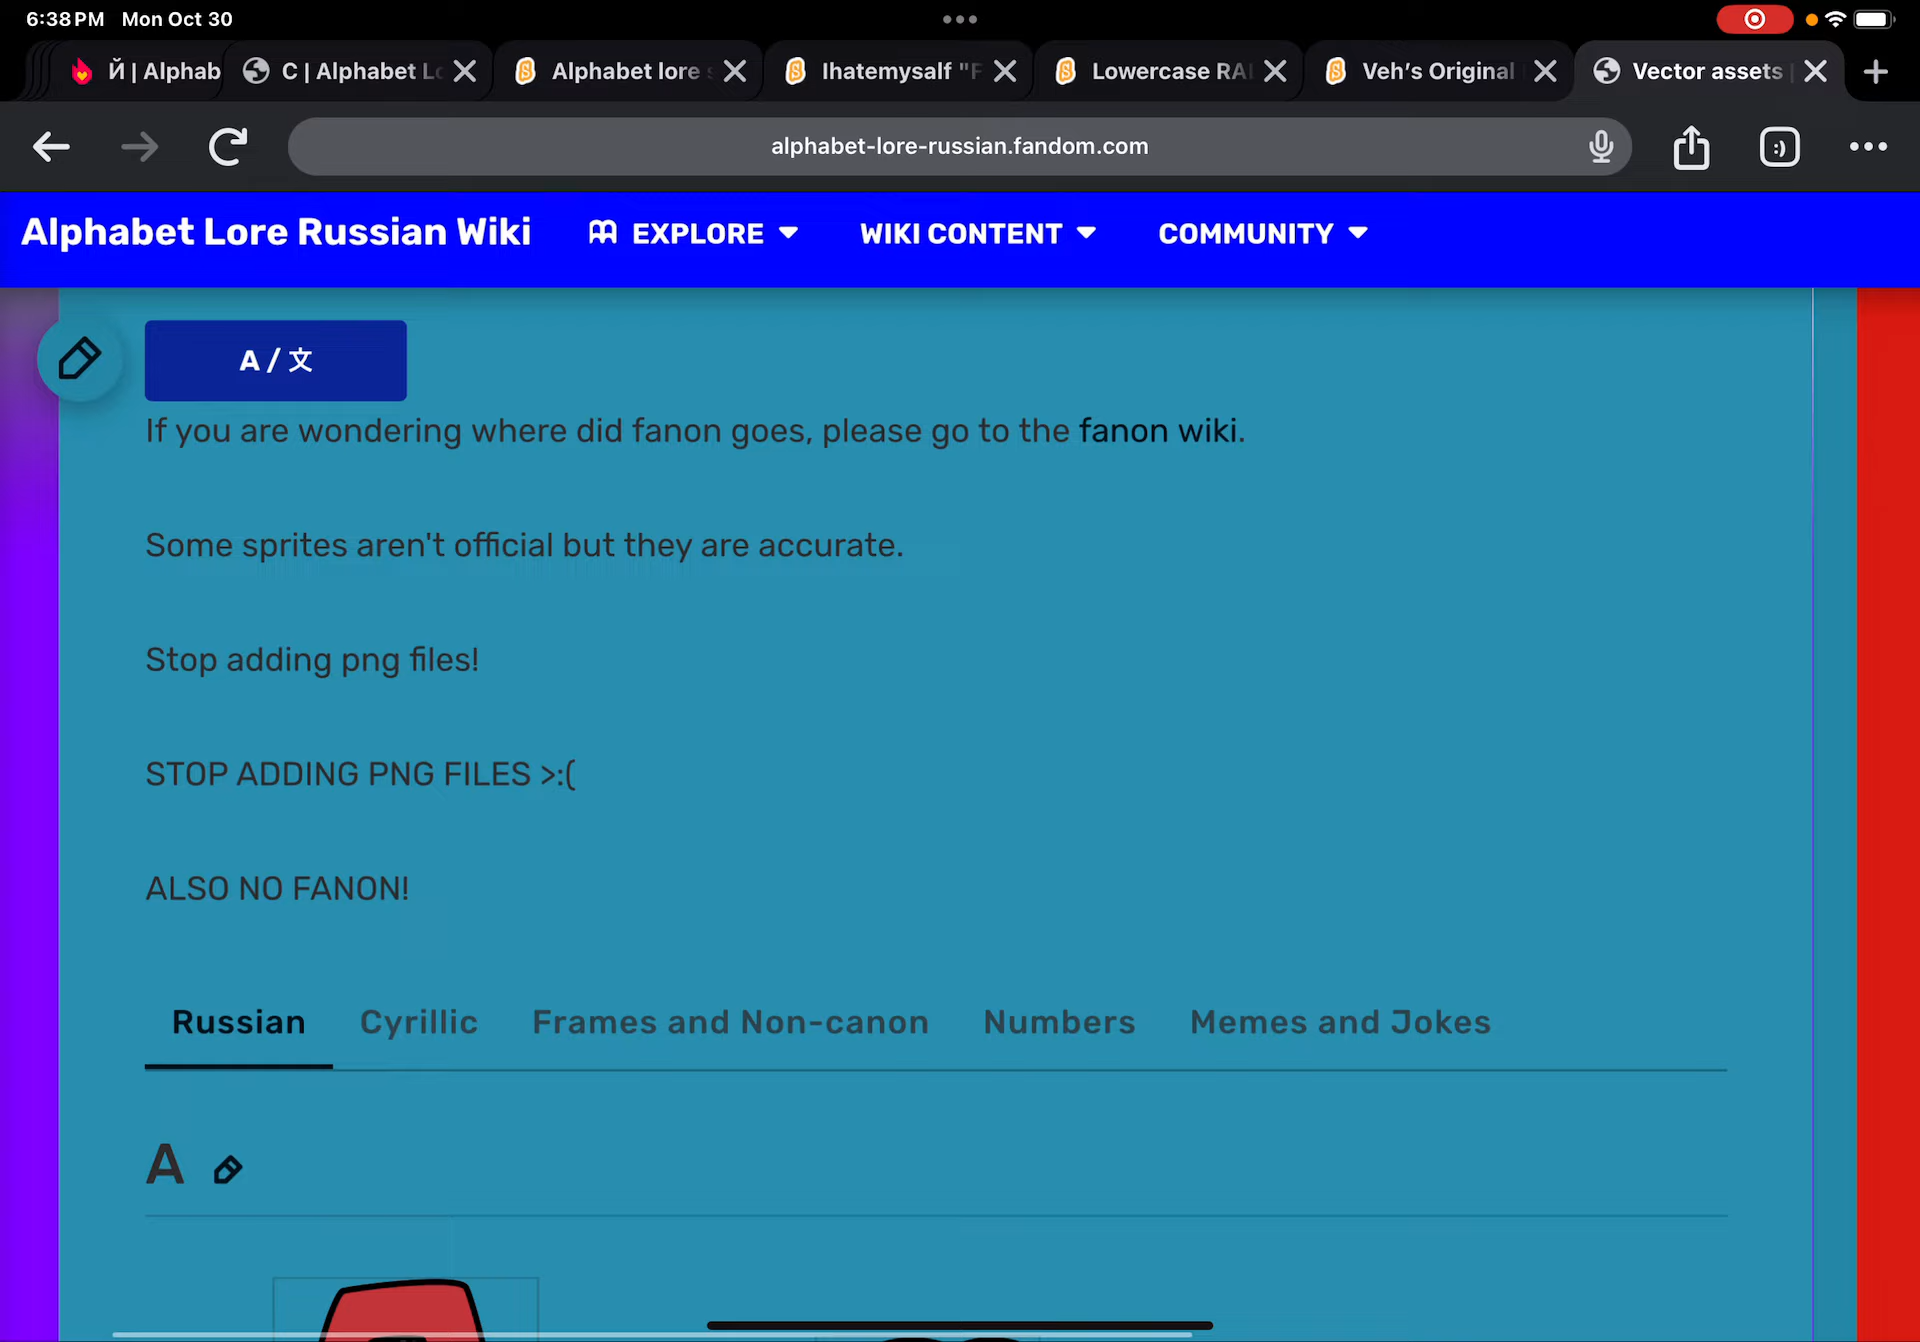 6:38 PM Mon Oct 30
Й | Alphab
C | Alphabet Lo
Alphabet lore s
Ihatemysalf "F
Lowercase RA
Veh’s Original
Vector assets
alphabet-lore-russian.fandom.com
:)
Alphabet Lore Russian Wiki EXPLORE WIKI CONTENT COMMUNITY
A / 文
If you are wondering where did fanon goes, please go to the fanon wiki.
Some sprites aren't official but they are accurate.
Stop adding png files!
STOP ADDING PNG FILES >:(
ALSO NO FANON!
Russian Cyrillic Frames and Non-canon Numbers Memes and Jokes
A